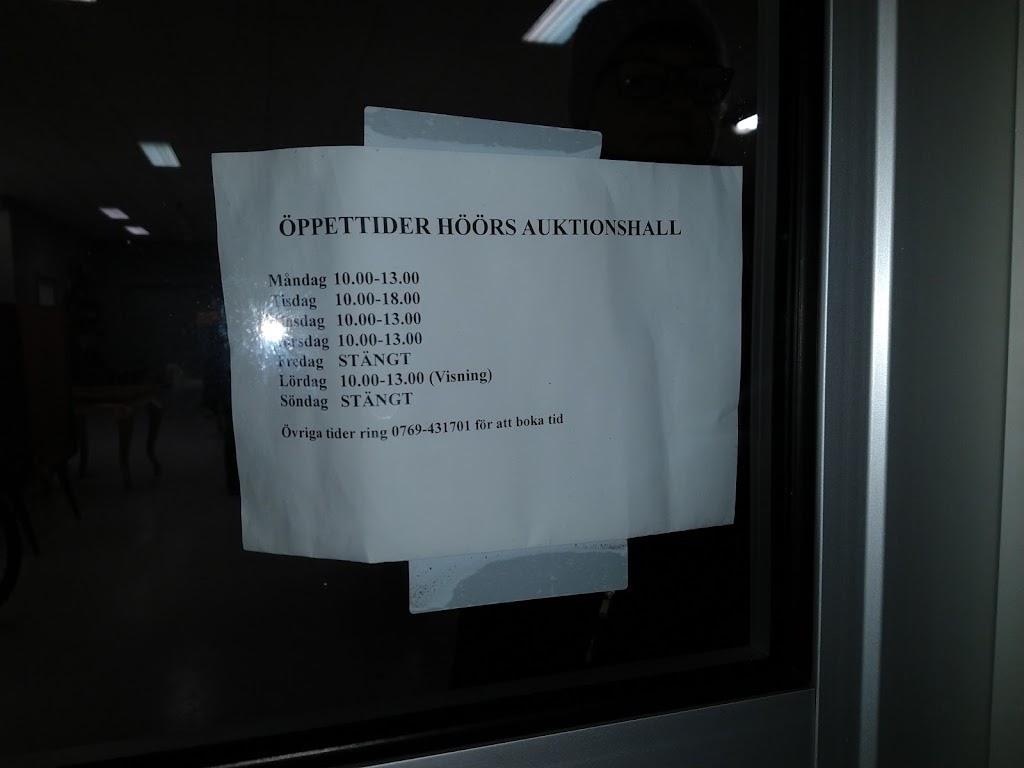 ÖPPETTIDER HÖÖRS AUKTIONSHALL
Måndag 10.00-13.00
Tisdag 10.00-18.00
Onsdag 10.00-13.00
Torsdag 10.00-13.00
Fredag STÄNGT
Lördag 10.00-13.00 (Visning)
Söndag STÄNGT
Övriga tider ring 0769-431701 för att boka tid